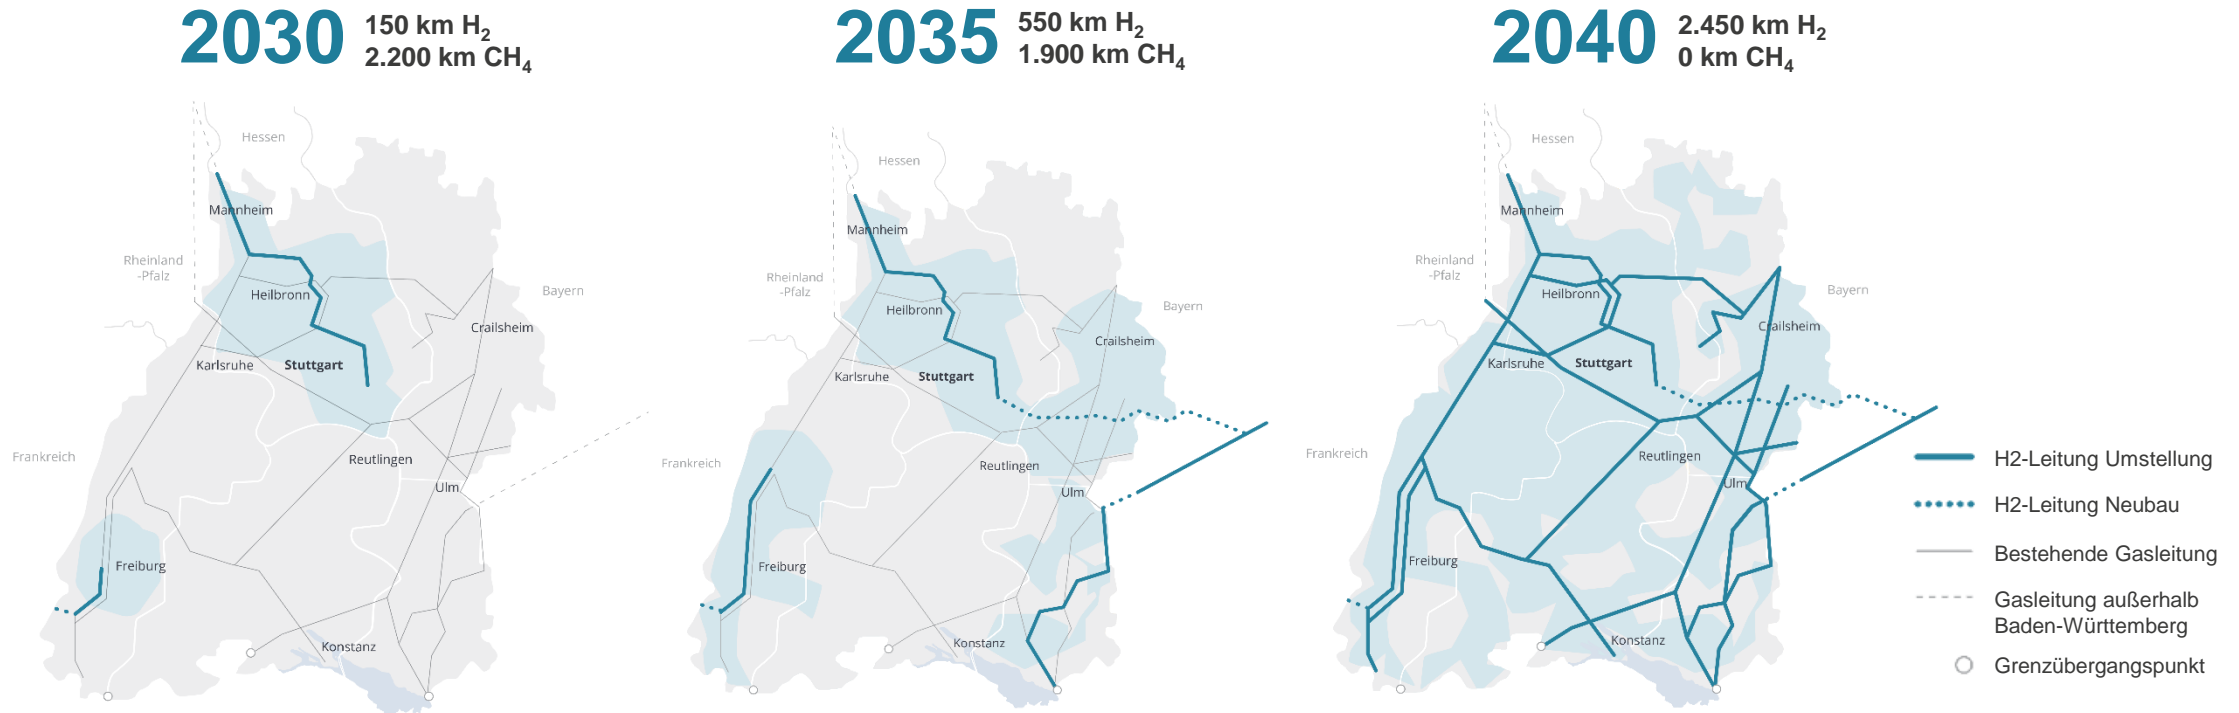 2030
150 km H₂
2.200 km CH₄
Hessen
Mannheim
Rheinland
-Pfalz
Heilbronn
Bayern
Crailsheim
Karlsruhe
Stuttgart
Frankreich
Reutlingen
Ulm
Freiburg
Konstanz
2035
550 km H₂
1.900 km CH₄
Hessen
Mannheim
Rheinland
-Pfalz
Heilbronn
Bayern
Crailsheim
Karlsruhe
Stuttgart
Frankreich
Reutlingen
Ulm
Freiburg
Konstanz
2040
2.450 km H₂
0 km CH₄
Hessen
Mannheim
Rheinland
-Pfalz
Heilbronn
Bayern
Crailsheim
Karlsruhe
Stuttgart
Frankreich
Reutlingen
Ulm
Freiburg
Konstanz
H2-Leitung Umstellung
H2-Leitung Neubau
Bestehende Gasleitung
Gasleitung außerhalb
Baden-Württemberg
Grenzübergangspunkt